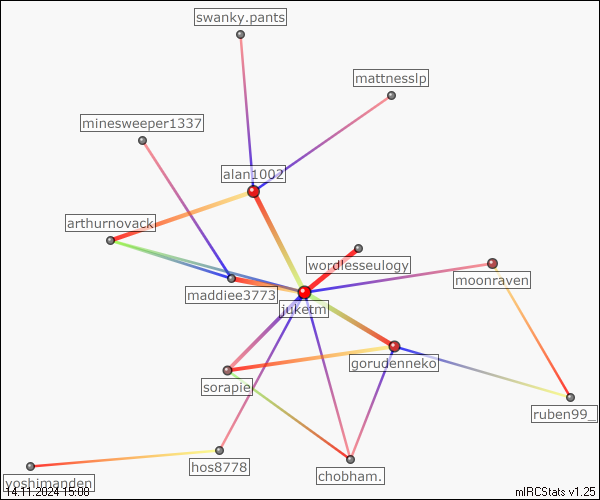 swanky.pants
mattnesslp
minesweeper1337
alan1002
arthurnovack
wordlesseulogy
moonraven
maddiee3773
juketm
gorudenneko
sorapie
ruben99_
hos8778
chobham.
yoshimanden
14.11.2024 15:00
mIRCStats v1.25